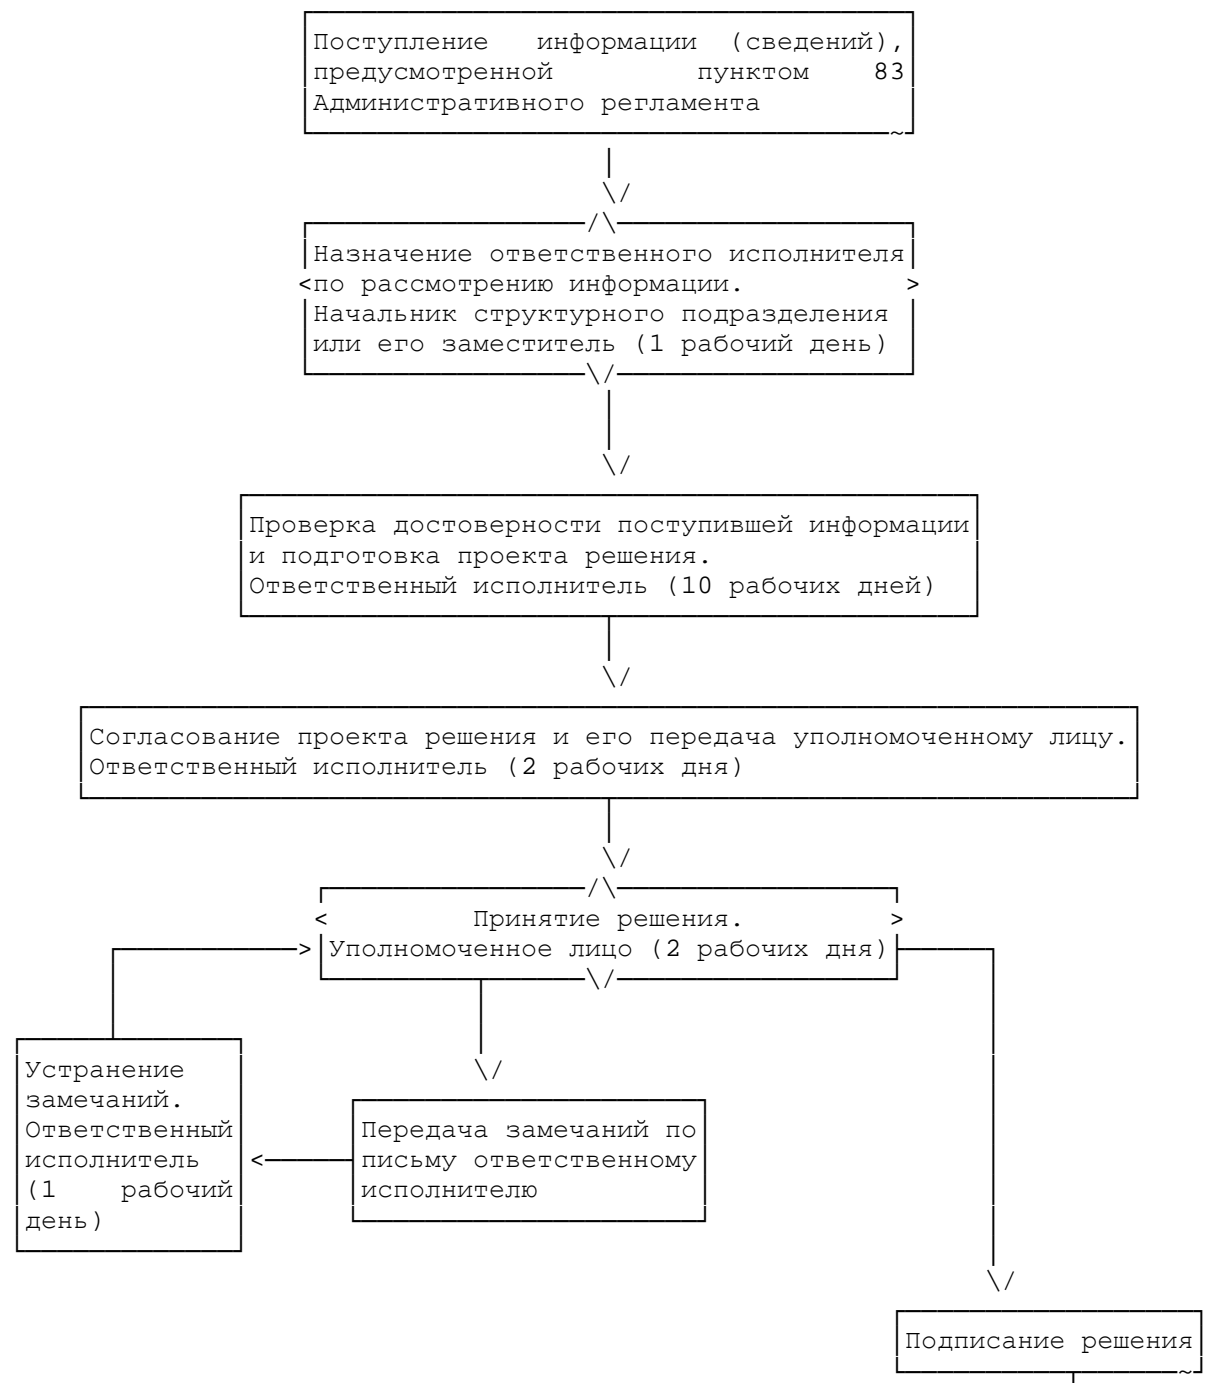 Поступление информации (сведений),
предусмотренной пунктом 83
Административного регламента
Назначение ответственного исполнителя
по рассмотрению информации.
Начальник структурного подразделения
или его заместитель (1 рабочий день)
Проверка достоверности поступившей информации
и подготовка проекта решения.
Ответственный исполнитель (10 рабочих дней)
Согласование проекта решения и его передача уполномоченному лицу.
Ответственный исполнитель (2 рабочих дня)
Принятие решения.
Уполномоченное лицо (2 рабочих дня)
Устранение
замечаний.
Ответственный
исполнитель
(1 рабочий
день)
Передача замечаний по
письму ответственному
исполнителю
Подписание решения